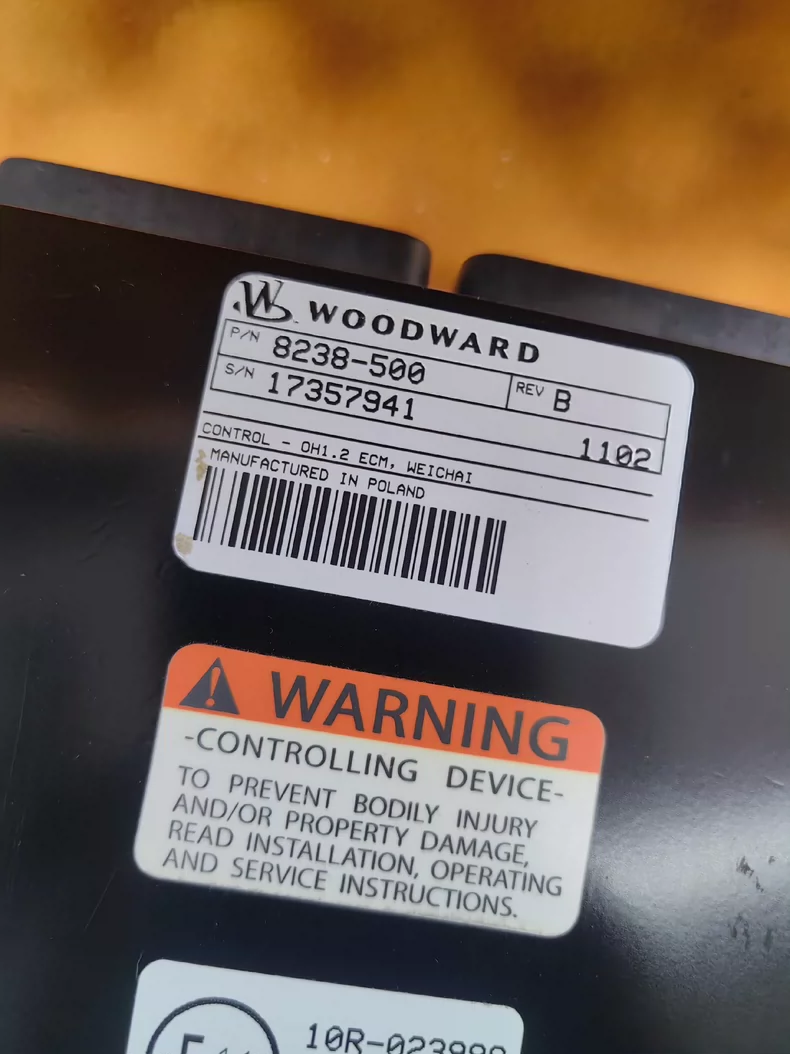 WOODWARD
P/N 8238-500 REV B
S/N 17357941
1102
CONTROL - OH1.2 ECM, WEICHAI
MANUFACTURED IN POLAND
WARNING
-CONTROLLING DEVICE-
TO PREVENT BODILY INJURY
AND/OR PROPERTY DAMAGE,
READ INSTALLATION, OPERATING
AND SERVICE INSTRUCTIONS.